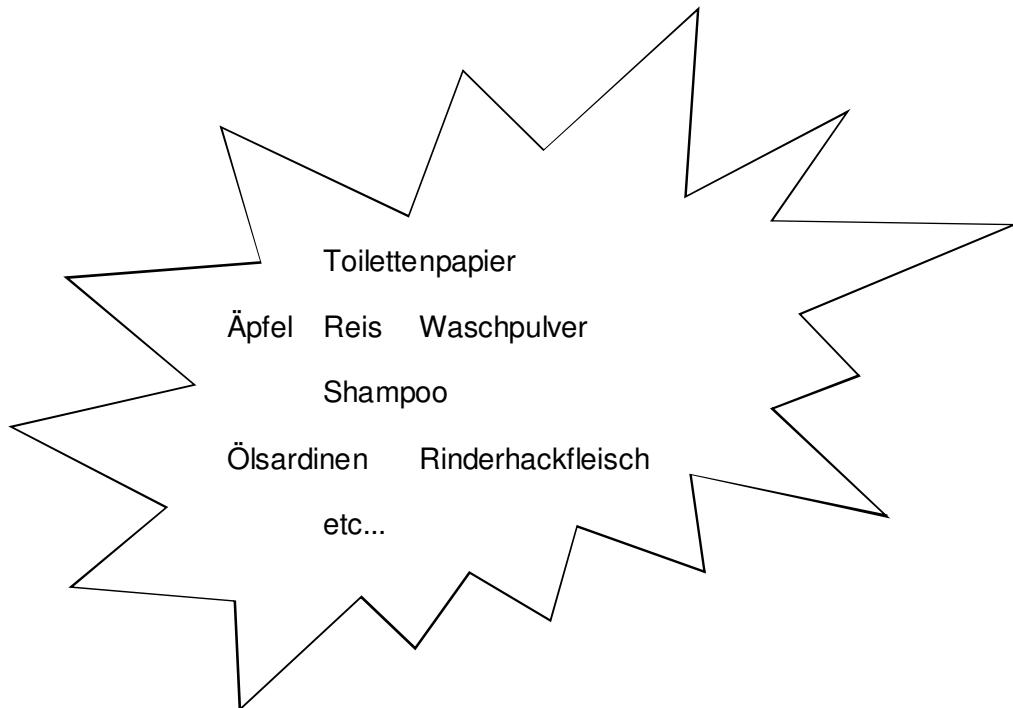 Toilettenpapier
Äpfel Reis Waschpulver
Shampoo
Ölsardinen Rinderhackfleisch
etc...